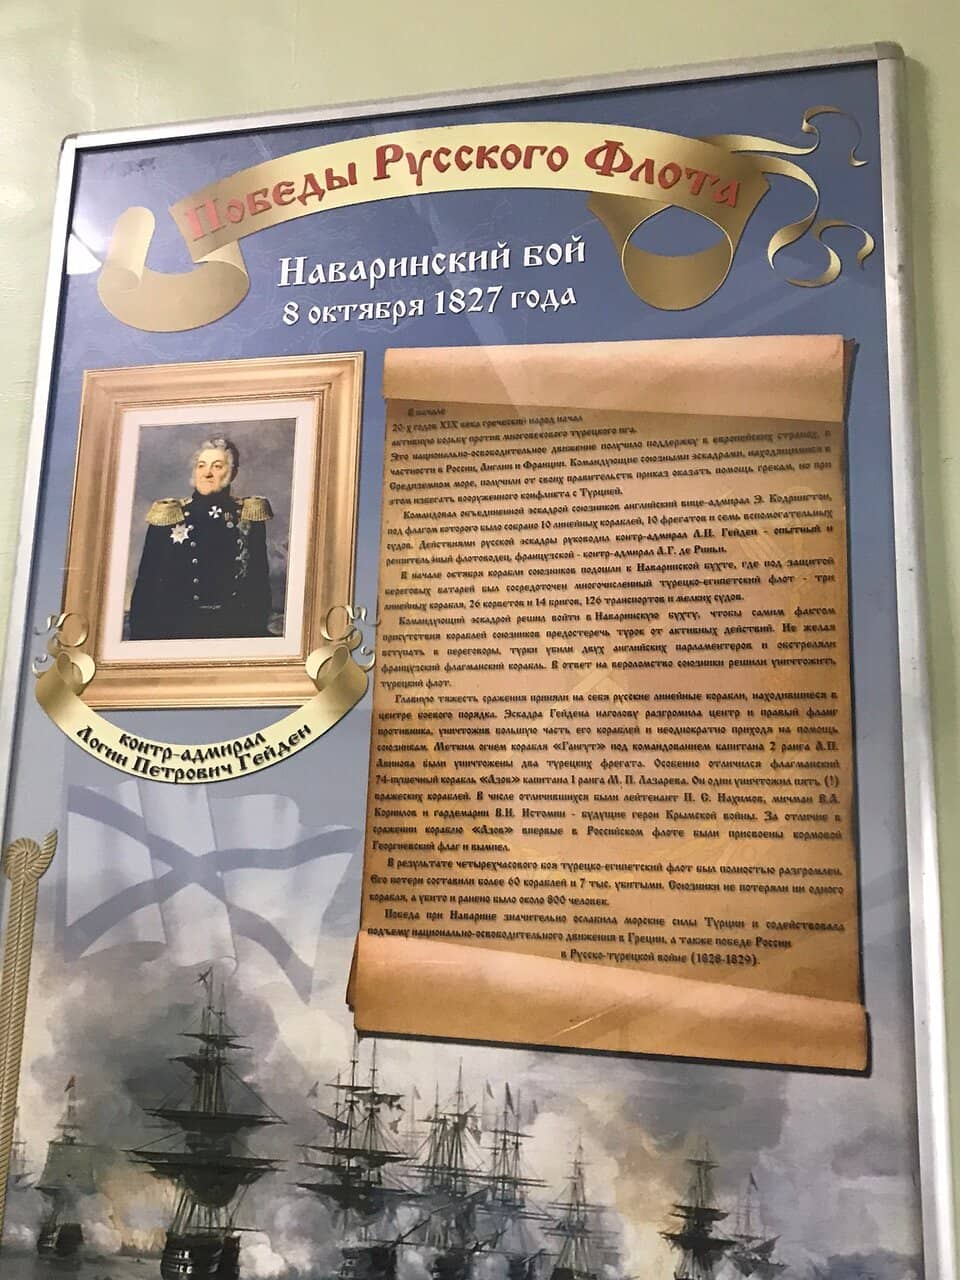 Победы Русского Флота
Наваринский бой
8 октября 1827 года
контр-адмирал
Логин Петрович Гейден
В начале
20-х годов XIX века греческий народ начал
активную борьбу против многовекового турецкого ига.
Это национально-освободительное движение получило поддержку в европейских странах, в
частности в России, Англии и Франции. Командующие союзными эскадрами, находящимися в
Средиземном море, получили от своих правительств приказ оказать помощь грекам, но при
этом избегать вооруженного конфликта с Турцией.
Командовал объединенной эскадрой союзников английский вице-адмирал Э. Кодрингтон,
под флагом которого было собрано 10 линейных кораблей, 10 фрегатов и семь вспомогательных
судов. Действиями русской эскадры руководил контр-адмирал Л.П. Гейден - опытный и
решительный флотоводец, французской - контр-адмирал А.Г. де Риньи.
В начале октября корабли союзников подошли к Наваринской бухте, где под защитой
береговых батарей был сосредоточен многочисленный турецко-египетский флот - три
линейных корабля, 26 корветов и 14 бригов, 126 транспортов и мелких судов.
Командующий эскадрой решил войти в Наваринскую бухту, чтобы самим фактом
присутствия кораблей союзников предостеречь турок от активных действий. Не желая
вступать в переговоры, турки убили двух английских парламентеров и обстреляли
французский флагманский корабль. В ответ на вероломство союзники решили уничтожить
турецкий флот.
Главную тяжесть сражения приняли на себя русские линейные корабли, находившиеся в
центре боевого порядка. Эскадра Гейдена наголову разгромила центр и правый фланг
противника, уничтожив большую часть его кораблей и неоднократно приходя на помощь
союзникам. Метким огнем корабля «Гангут» под командованием капитана 2 ранга А.П.
Авинова были уничтожены два турецких фрегата. Особенно отличился флагманский
74-пушечный корабль «Азов» капитана 1 ранга М. П. Лазарева. Он один уничтожил пять (!)
вражеских кораблей. В числе отличившихся были лейтенант П. С. Нахимов, мичман В.А.
Корнилов и гардемарин В.Н. Истомин - будущие герои Крымской войны. За отличие в
сражении кораблю «Азов» впервые в Российском флоте были присвоены кормовой
Георгиевский флаг и вымпел.
В результате четырехчасового боя турецко-египетский флот был полностью разгромлен.
Его потери составили более 60 кораблей и 7 тыс. убитыми. Союзники не потеряли ни одного
корабля, а убито и ранено было около 800 человек.
Победа при Наварине значительно ослабила морские силы Турции и содействовала
подъему национально-освободительного движения в Греции, а также победе России
в Русско-турецкой войне (1828-1829).